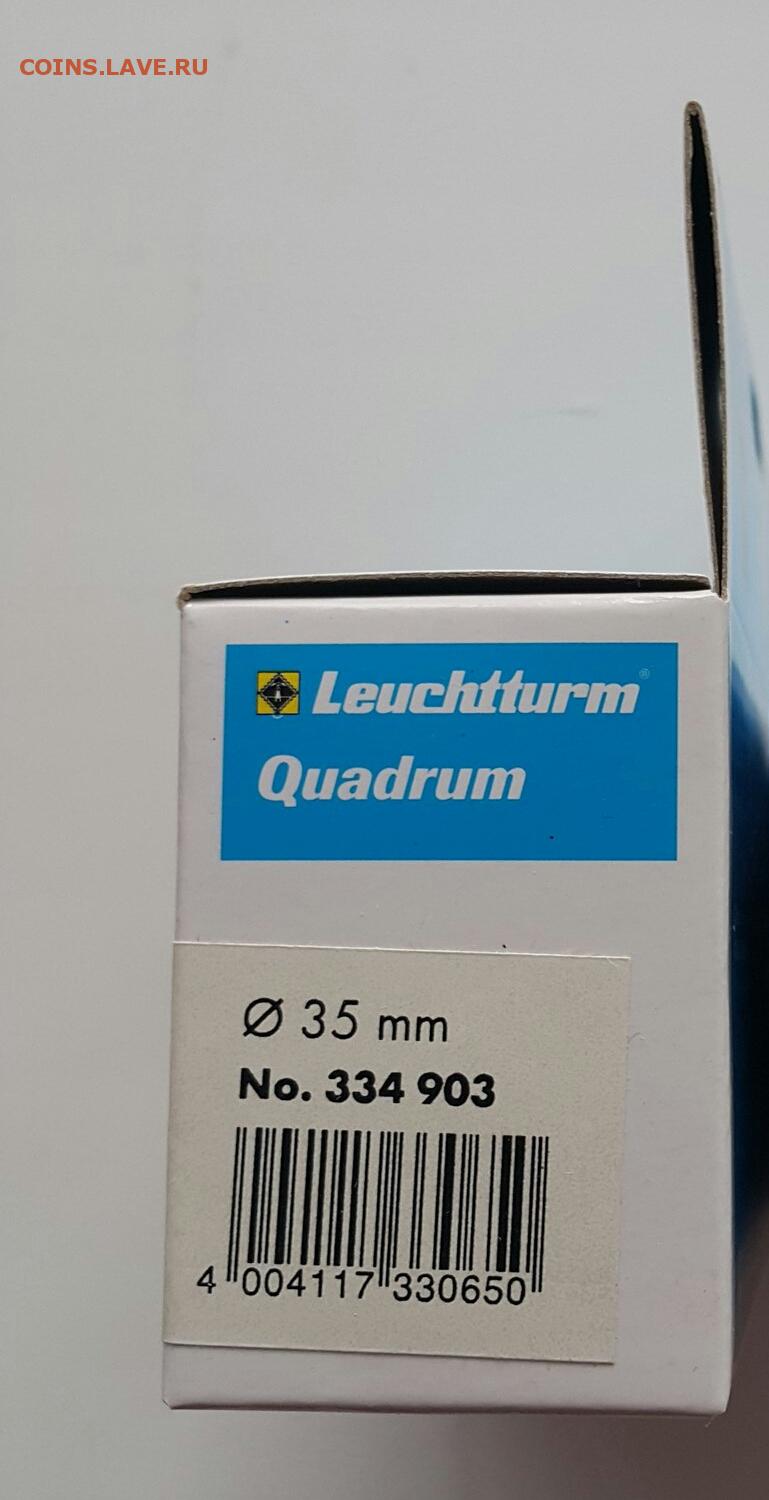 COINS.LAVE.RU
Leuchtturm®
Quadrum
Ø 35 mm
No. 334 903
4 004117 330650